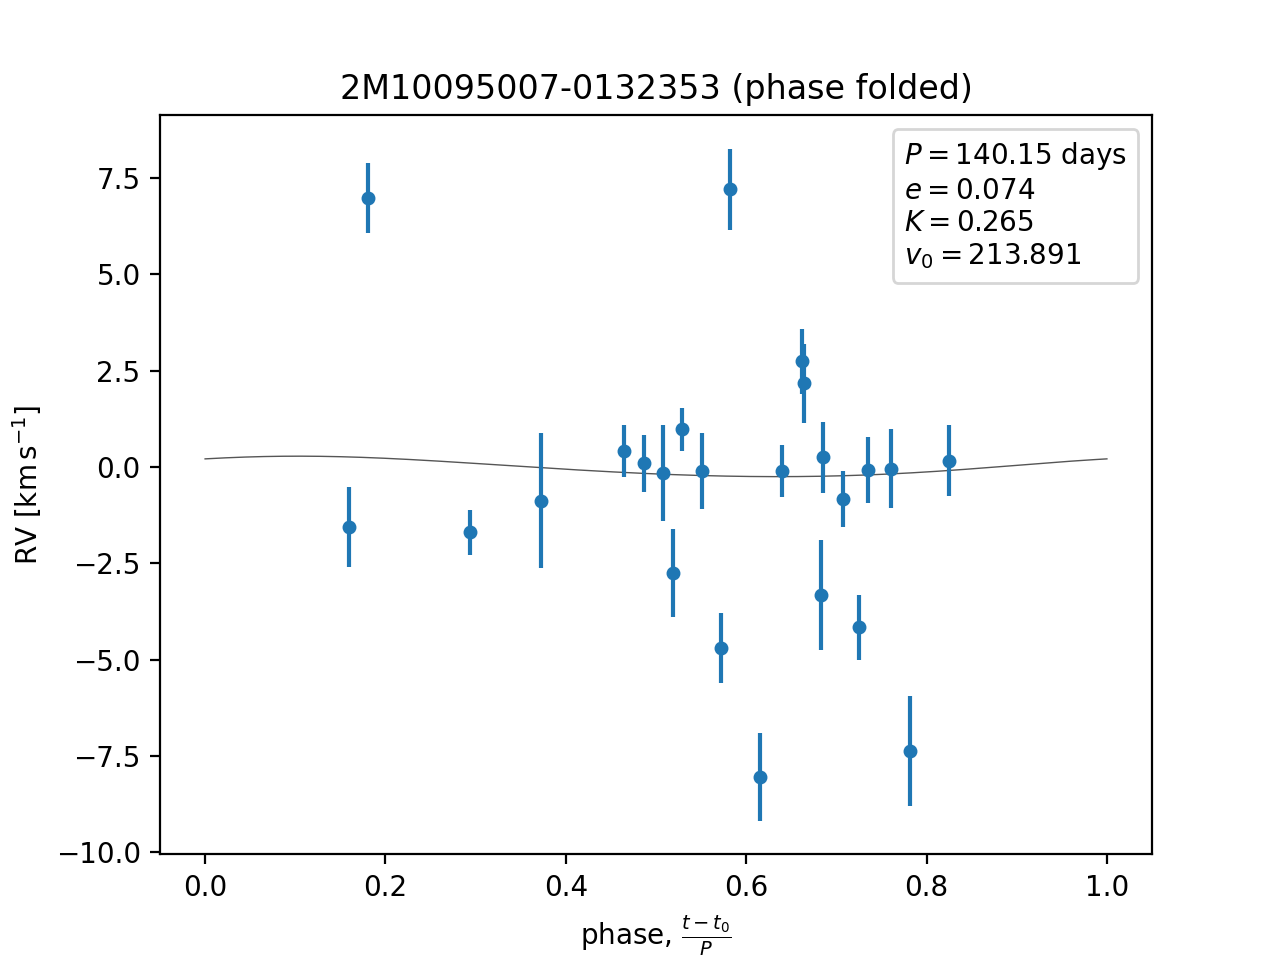 2M10095007-0132353 (phase folded)
P = 140.15 days
e = 0.074
K = 0.265
v₀ = 213.891
RV [km s⁻¹]
7.5
5.0
2.5
0.0
−2.5
−5.0
−7.5
−10.0
0.0 0.2 0.4 0.6 0.8 1.0
phase, (t − t₀)/P